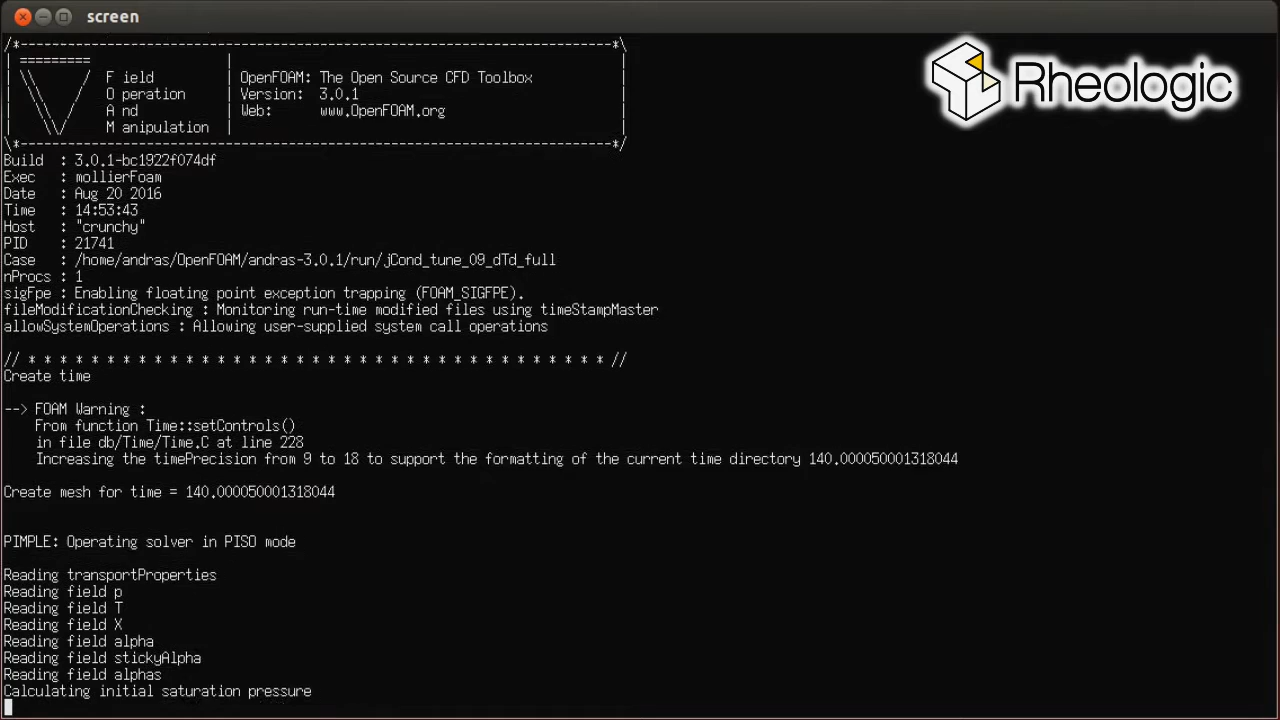 screen
Rheologic
/*---------------------------------------------------------------------------*\
| =========                 |                                                 |
| \\      /  F ield         | OpenFOAM: The Open Source CFD Toolbox           |
|  \\    /   O peration     | Version:  3.0.1                                 |
|   \\  /    A nd           | Web:      www.OpenFOAM.org                      |
|    \\/     M anipulation  |                                                 |
\*---------------------------------------------------------------------------*/
Build  : 3.0.1-bc1922f074df
Exec   : mollierFoam
Date   : Aug 20 2016
Time   : 14:53:43
Host   : "crunchy"
PID    : 21741
Case   : /home/andras/OpenFOAM/andras-3.0.1/run/jCond_tune_09_dTd_full
nProcs : 1
sigFpe : Enabling floating point exception trapping (FOAM_SIGFPE).
fileModificationChecking : Monitoring run-time modified files using timeStampMaster
allowSystemOperations : Allowing user-supplied system call operations
// * * * * * * * * * * * * * * * * * * * * * * * * * * * * * * * * * * * * * //
Create time
--> FOAM Warning :
From function Time::setControls()
in file db/Time/Time.C at line 228
Increasing the timePrecision from 9 to 18 to support the formatting of the current time directory 140.000050001318044
Create mesh for time = 140.000050001318044
PIMPLE: Operating solver in PISO mode
Reading transportProperties
Reading field p
Reading field T
Reading field X
Reading field alpha
Reading field stickyAlpha
Reading field alphas
Calculating initial saturation pressure